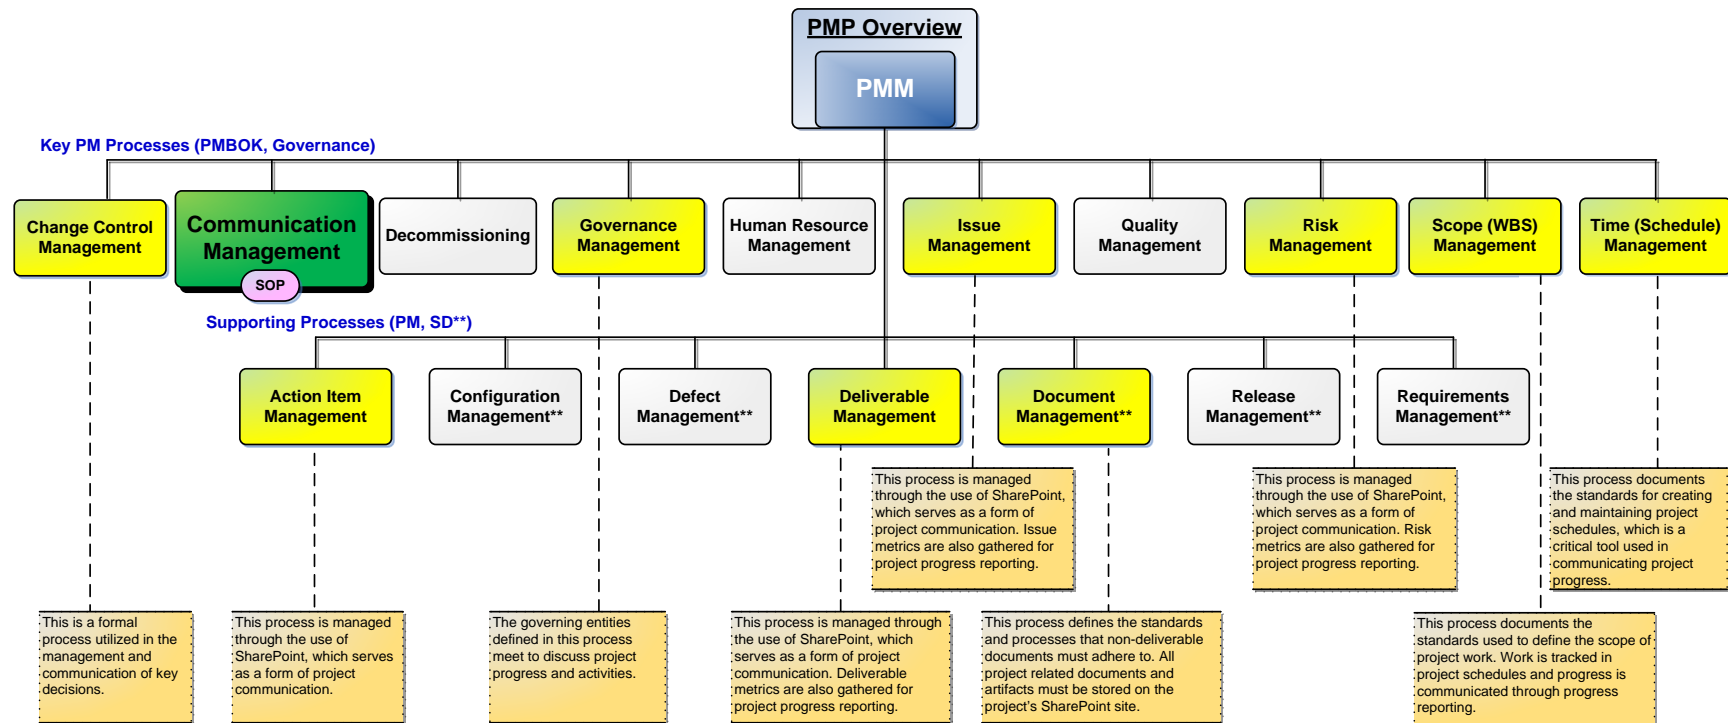 PMP Overview
PMM
Key PM Processes (PMBOK, Governance)
Change Control
Management
Communication
Management
SOP
Decommissioning
Governance
Management
Human Resource
Management
Issue
Management
Quality
Management
Risk
Management
Scope (WBS)
Management
Time (Schedule)
Management
Supporting Processes (PM, SD**)
Action Item
Management
Configuration
Management**
Defect
Management**
Deliverable
Management
Document
Management**
Release
Management**
Requirements
Management**
This process is managed
through the use of SharePoint,
which serves as a form of
project communication. Issue
metrics are also gathered for
project progress reporting.
This process is managed
through the use of SharePoint,
which serves as a form of
project communication. Risk
metrics are also gathered for
project progress reporting.
This process documents
the standards for creating
and maintaining project
schedules, which is a
critical tool used in
communicating project
progress.
This is a formal
process utilized in the
management and
communication of key
decisions.
This process is managed
through the use of
SharePoint, which serves
as a form of project
communication.
The governing entities
defined in this process
meet to discuss project
progress and activities.
This process is managed through
the use of SharePoint, which
serves as a form of project
communication. Deliverable
metrics are also gathered for
project progress reporting.
This process defines the standards
and processes that non-deliverable
documents must adhere to. All
project related documents and
artifacts must be stored on the
project's SharePoint site.
This process documents the
standards used to define the scope of
project work. Work is tracked in
project schedules and progress is
communicated through progress
reporting.